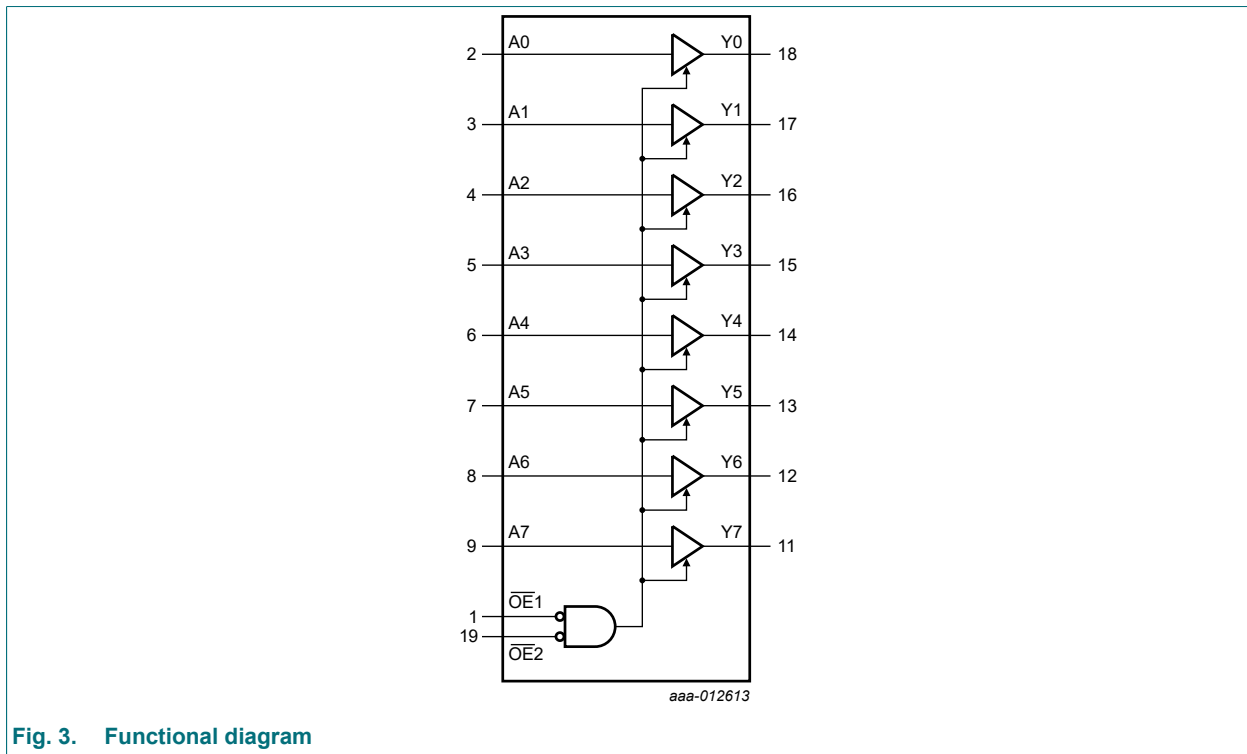 2 A0 Y0 18
3 A1 Y1 17
4 A2 Y2 16
5 A3 Y3 15
6 A4 Y4 14
7 A5 Y5 13
8 A6 Y6 12
9 A7 Y7 11
1 O̅E̅1
19 O̅E̅2
aaa-012613
Fig. 3. Functional diagram